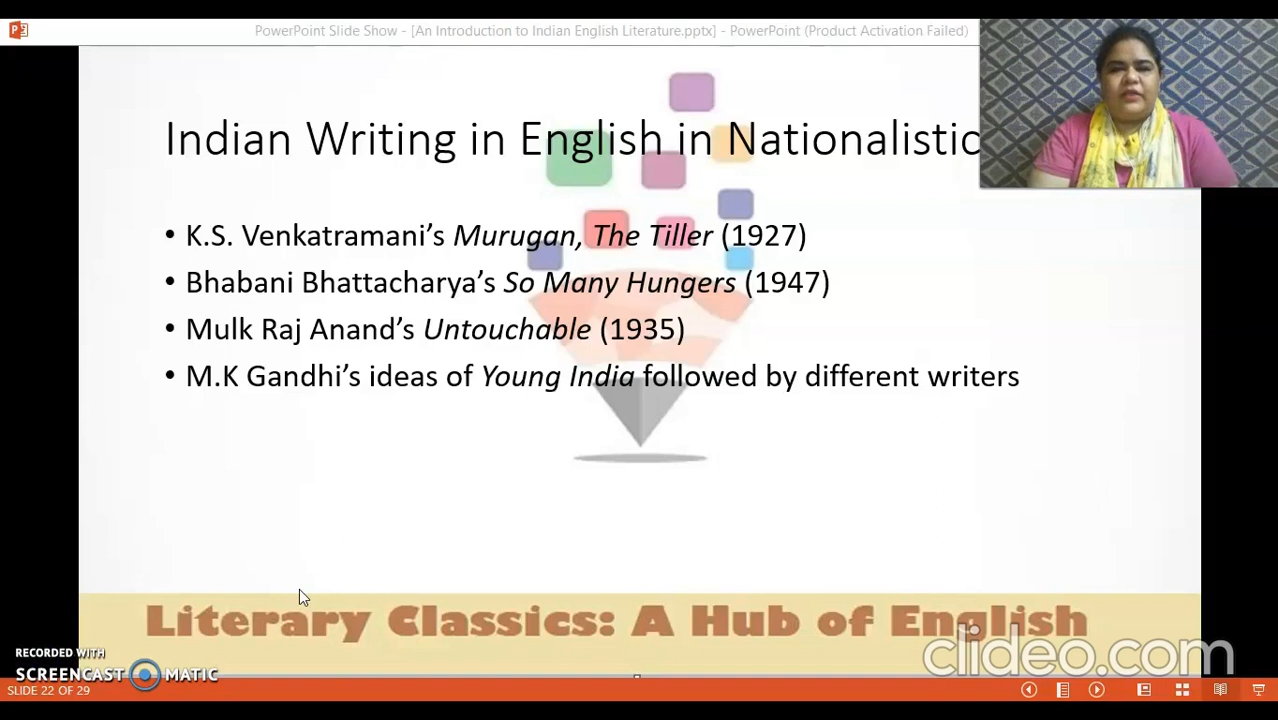 PowerPoint Slide Show - [An Introduction to Indian English Literature.pptx] - PowerPoint (Product Activation Failed)
Indian Writing in English in Nationalistic
• K.S. Venkatramani’s Murugan, The Tiller (1927)
• Bhabani Bhattacharya’s So Many Hungers (1947)
• Mulk Raj Anand’s Untouchable (1935)
• M.K Gandhi’s ideas of Young India followed by different writers
Literary Classics: A Hub of English
clideo.com
RECORDED WITH
SCREENCAST MATIC
SLIDE 22 OF 29